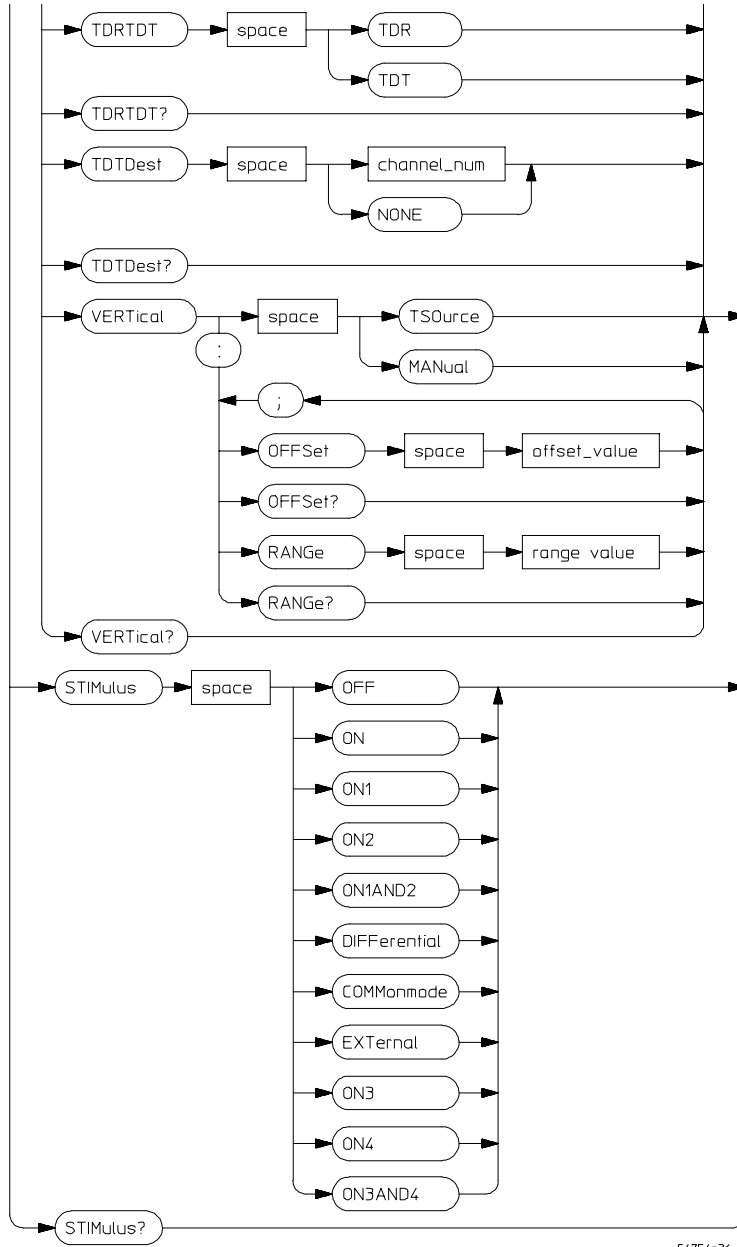 TDRTDT space TDR
TDT
TDRTDT?
TDTDest space channel_num
NONE
TDTDest?
VERTical space TSOurce
:
MANual
;
OFFSet space offset_value
OFFSet?
RANGe space range value
RANGe?
VERTical?
STIMulus space OFF
ON
ON1
ON2
ON1AND2
DIFFerential
COMMonmode
EXTernal
ON3
ON4
ON3AND4
STIMulus?